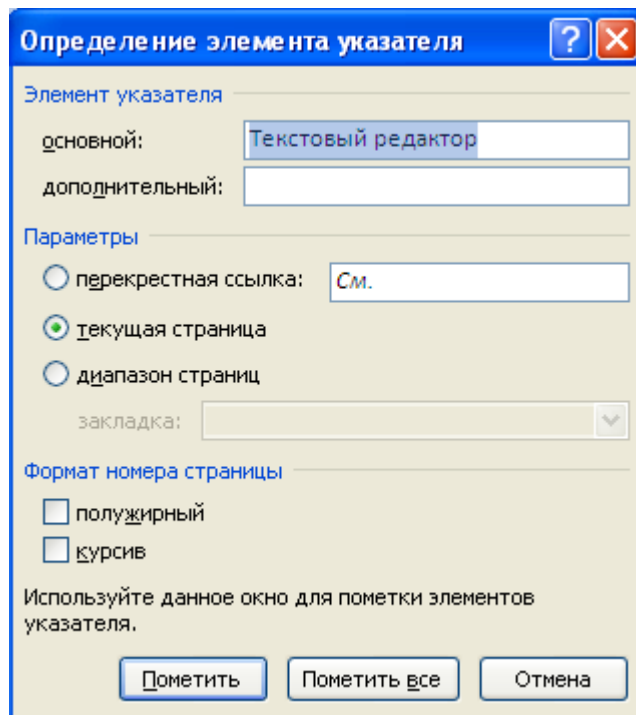 Определение элемента указателя
Элемент указателя
основной: Текстовый редактор
дополнительный:
Параметры
перекрестная ссылка: См.
текущая страница
диапазон страниц
закладка:
Формат номера страницы
полужирный
курсив
Используйте данное окно для пометки элементов
указателя.
Пометить Пометить все Отмена